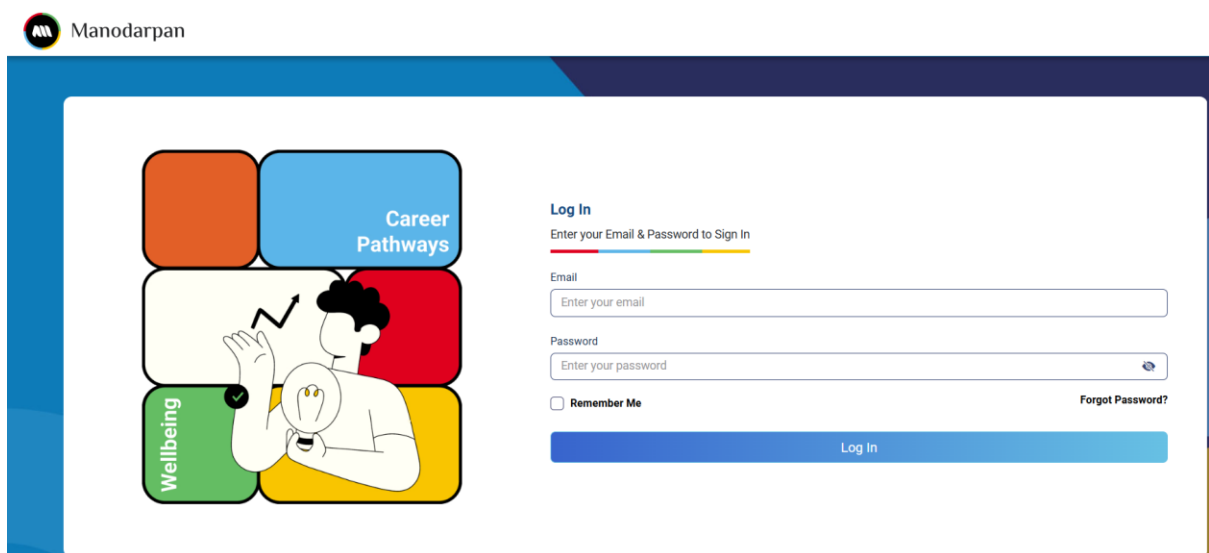 Manodarpan
Career
Pathways
Wellbeing
Log In
Enter your Email & Password to Sign In
Email
Enter your email
Password
Enter your password
Remember Me
Forgot Password?
Log In